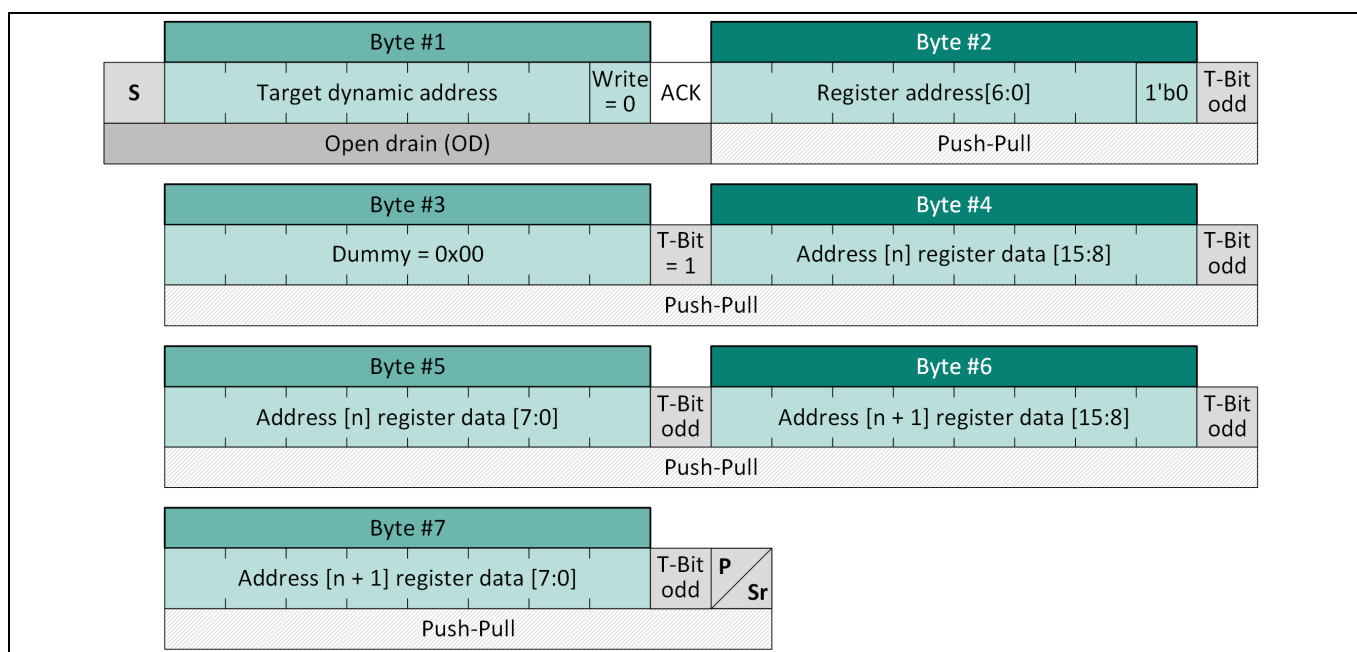 Byte #1 Byte #2
S Target dynamic address Write = 0 ACK Register address[6:0] 1'b0 T-Bit odd
Open drain (OD) Push-Pull
Byte #3 Byte #4
Dummy = 0x00 T-Bit = 1 Address [n] register data [15:8] T-Bit odd
Push-Pull
Byte #5 Byte #6
Address [n] register data [7:0] T-Bit odd Address [n + 1] register data [15:8] T-Bit odd
Push-Pull
Byte #7
Address [n + 1] register data [7:0] T-Bit odd P Sr
Push-Pull